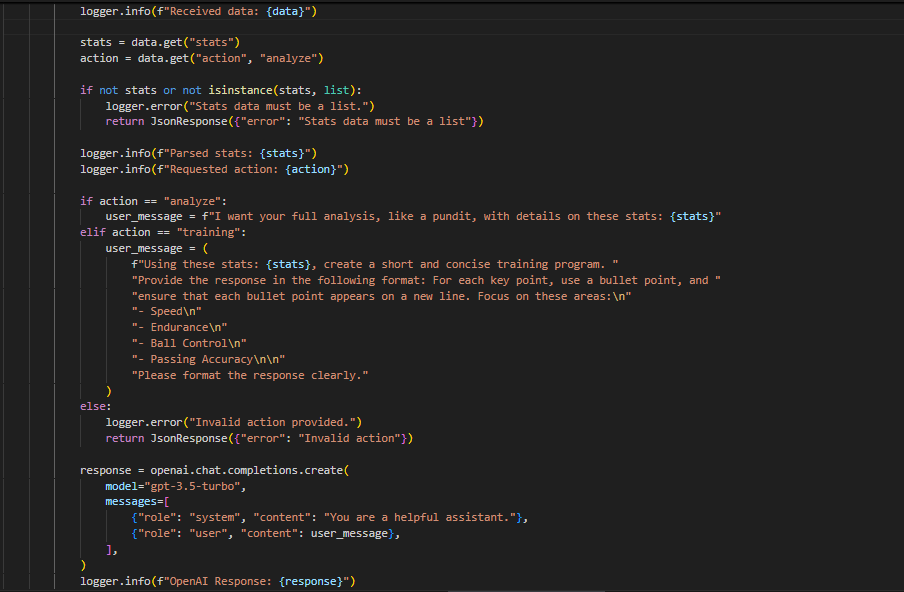 logger.info(f"Received data: {data}")
stats = data.get("stats")
action = data.get("action", "analyze")
if not stats or not isinstance(stats, list):
logger.error("Stats data must be a list.")
return JsonResponse({"error": "Stats data must be a list"})
logger.info(f"Parsed stats: {stats}")
logger.info(f"Requested action: {action}")
if action == "analyze":
user_message = f"I want your full analysis, like a pundit, with details on these stats: {stats}"
elif action == "training":
user_message = (
f"Using these stats: {stats}, create a short and concise training program. "
"Provide the response in the following format: For each key point, use a bullet point, and "
"ensure that each bullet point appears on a new line. Focus on these areas:\n"
"- Speed\n"
"- Endurance\n"
"- Ball Control\n"
"- Passing Accuracy\n\n"
"Please format the response clearly."
)
else:
logger.error("Invalid action provided.")
return JsonResponse({"error": "Invalid action"})
response = openai.chat.completions.create(
model="gpt-3.5-turbo",
messages=[
{"role": "system", "content": "You are a helpful assistant."},
{"role": "user", "content": user_message},
],
)
logger.info(f"OpenAI Response: {response}")